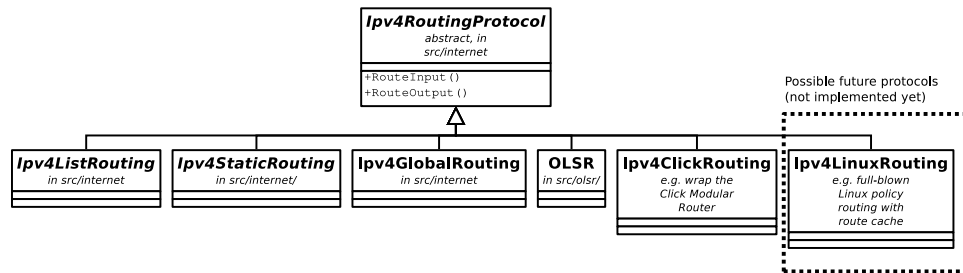 Ipv4RoutingProtocol
abstract, in
src/internet
+RouteInput()
+RouteOutput()
Possible future protocols
(not implemented yet)
Ipv4ListRouting
in src/internet
Ipv4StaticRouting
in src/internet/
Ipv4GlobalRouting
in src/internet
OLSR
in src/olsr/
Ipv4ClickRouting
e.g. wrap the
Click Modular
Router
Ipv4LinuxRouting
e.g. full-blown
Linux policy
routing with
route cache